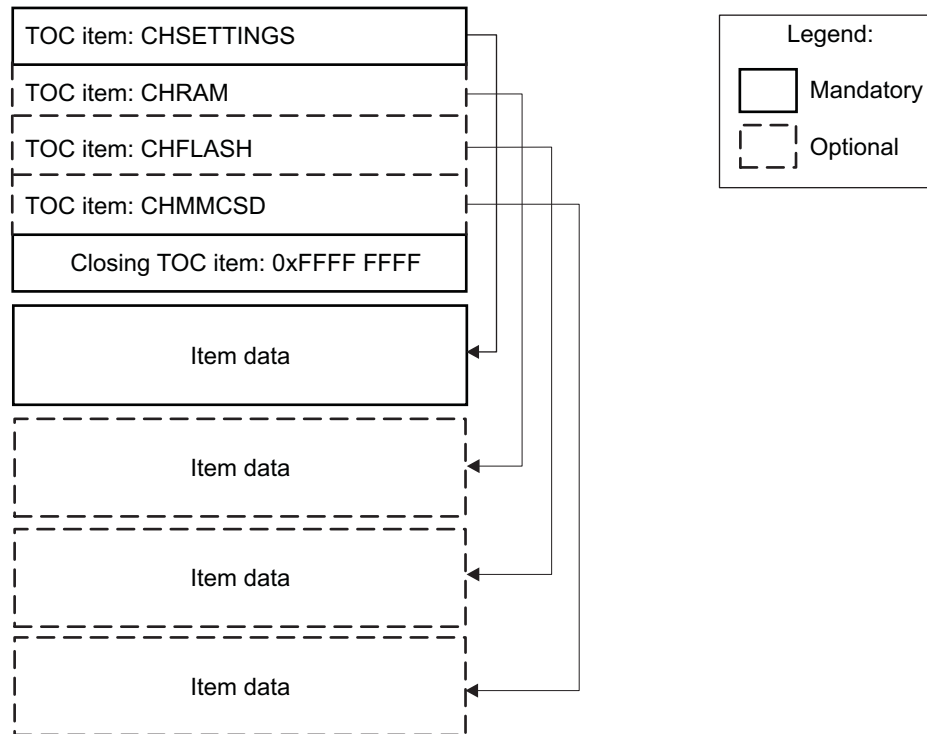 TOC item: CHSETTINGS
TOC item: CHRAM
TOC item: CHFLASH
TOC item: CHMMCSD
Closing TOC item: 0xFFFF FFFF
Item data
Item data
Item data
Item data
Legend:
Mandatory
Optional